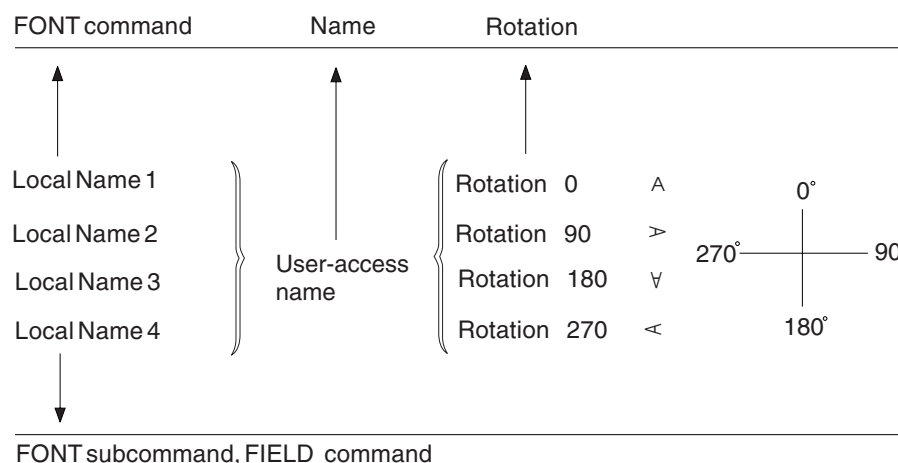 FONT command Name Rotation
Local Name 1 Rotation 0 A
0°
Local Name 2 Rotation 90 A
270° 90
User-access
name
Local Name 3 Rotation 180 A
Local Name 4 Rotation 270 A
180°
FONT subcommand, FIELD command